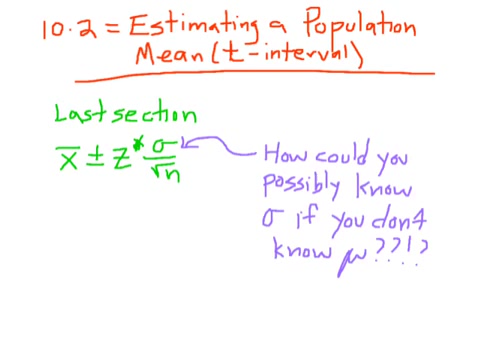 10.2 = Estimating a Population
Mean (t-interval)
Last section
x̄ ± z* σ/√n
How could you
possibly know
σ if you don't
know μ??!?